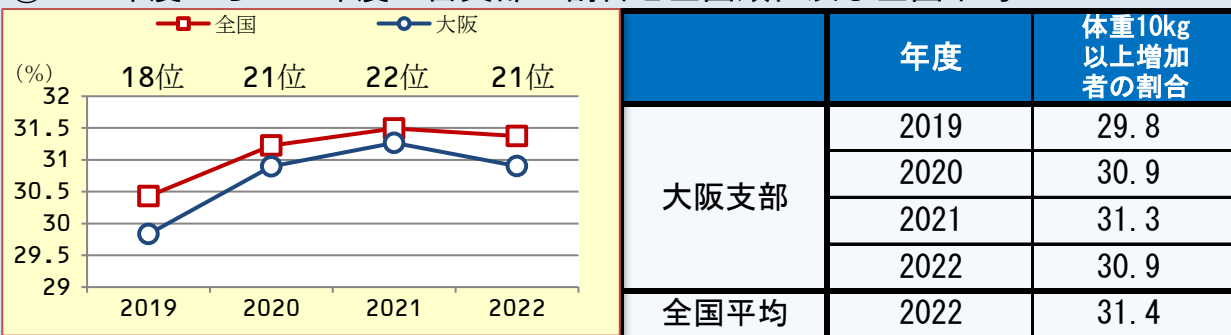 全国 大阪
(%) 18位 21位 22位 21位
32
31.5
31
30.5
30
29.5
29
2019 2020 2021 2022
年度 体重10kg
以上増加
者の割合
大阪支部
2019 29.8
2020 30.9
2021 31.3
2022 30.9
全国平均 2022 31.4